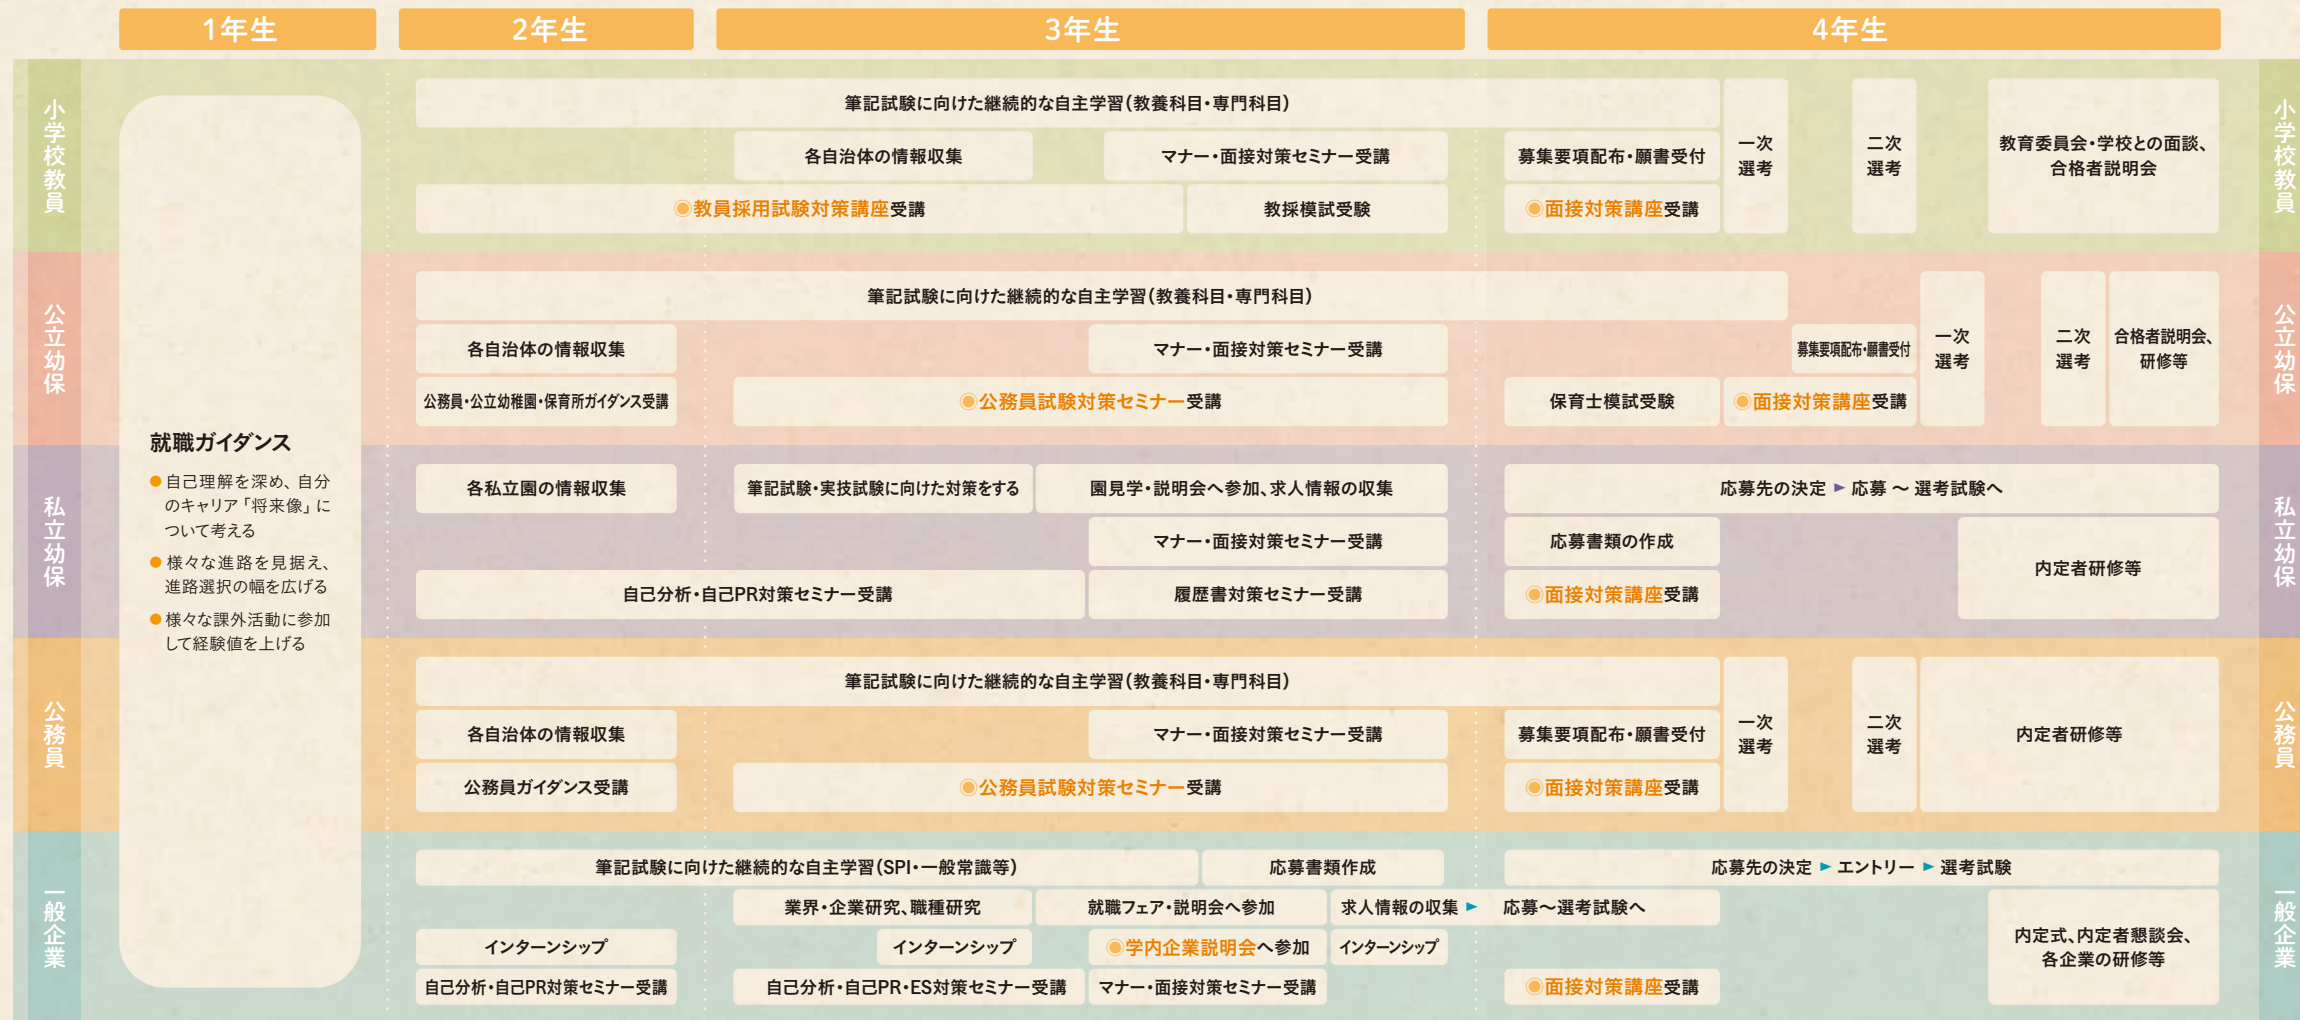 1年生
2年生
3年生
4年生
就職ガイダンス
●自己理解を深め、自分
のキャリア「将来像」に
ついて考える
●様々な進路を見据え、
進路選択の幅を広げる
●様々な課外活動に参加
して経験値を上げる
小学校教員
筆記試験に向けた継続的な自主学習(教養科目・専門科目)
各自治体の情報収集
マナー・面接対策セミナー受講
募集要項配布・願書受付
◉教員採用試験対策講座受講
教採模試受験
◉面接対策講座受講
一次
選考
二次
選考
教育委員会・学校との面談、
合格者説明会
小学校教員
公立幼保
筆記試験に向けた継続的な自主学習(教養科目・専門科目)
各自治体の情報収集
マナー・面接対策セミナー受講
募集要項配布・願書受付
公務員・公立幼稚園・保育所ガイダンス受講
◉公務員試験対策セミナー受講
保育士模試受験
◉面接対策講座受講
一次
選考
二次
選考
合格者説明会、
研修等
公立幼保
私立幼保
各私立園の情報収集
筆記試験・実技試験に向けた対策をする
園見学・説明会へ参加、求人情報の収集
応募先の決定 ► 応募 〜 選考試験へ
マナー・面接対策セミナー受講
応募書類の作成
自己分析・自己PR対策セミナー受講
履歴書対策セミナー受講
◉面接対策講座受講
内定者研修等
私立幼保
公務員
筆記試験に向けた継続的な自主学習(教養科目・専門科目)
各自治体の情報収集
マナー・面接対策セミナー受講
募集要項配布・願書受付
公務員ガイダンス受講
◉公務員試験対策セミナー受講
◉面接対策講座受講
一次
選考
二次
選考
内定者研修等
公務員
一般企業
筆記試験に向けた継続的な自主学習(SPI・一般常識等)
応募書類作成
応募先の決定 ► エントリー ► 選考試験
業界・企業研究、職種研究
就職フェア・説明会へ参加
求人情報の収集 ► 応募〜選考試験へ
インターンシップ
インターンシップ
◉学内企業説明会へ参加
インターンシップ
自己分析・自己PR対策セミナー受講
自己分析・自己PR・ES対策セミナー受講
マナー・面接対策セミナー受講
◉面接対策講座受講
内定式、内定者懇談会、
各企業の研修等
一般企業